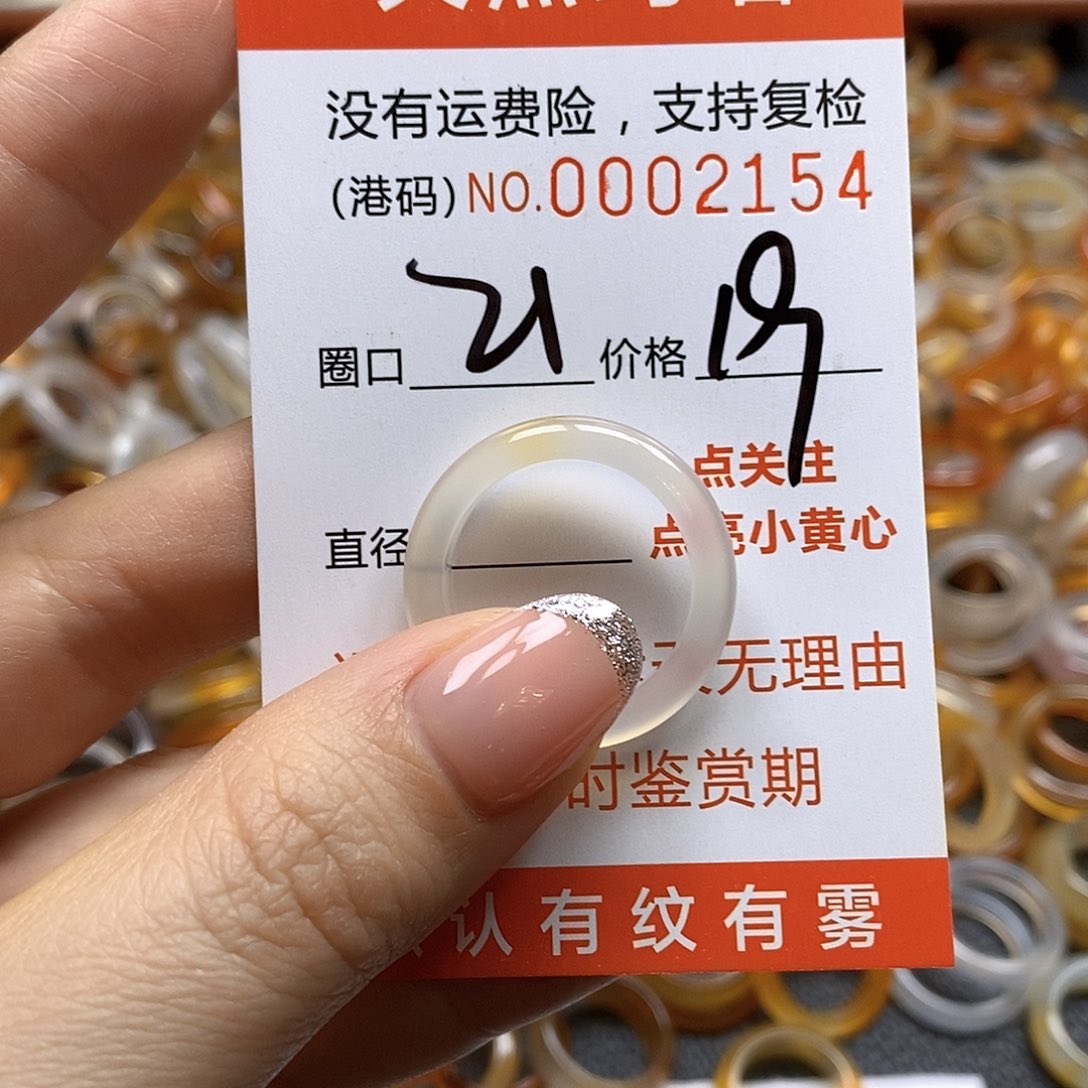 没有运费险，支持复检
(港码) NO.0002154
圈口 21 价格 19
点关注
直径 点亮小黄心
天无理由
时鉴赏期
认有纹有雾